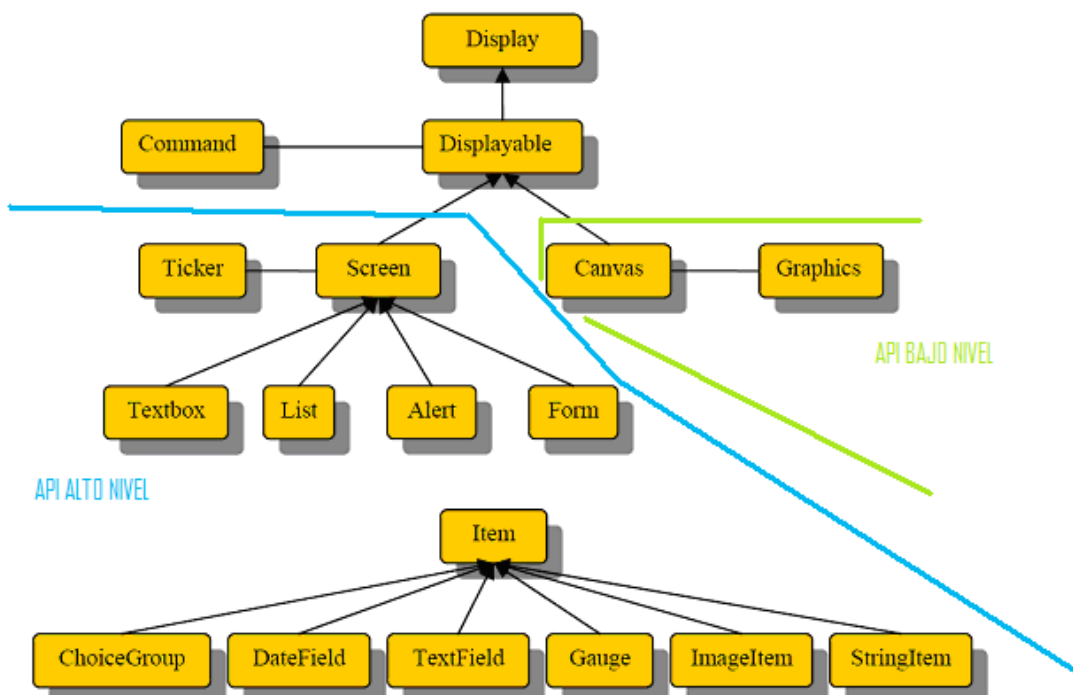 Display
Command
Displayable
Ticker
Screen
Canvas
Graphics
API BAJO NIVEL
Textbox
List
Alert
Form
API ALTO NIVEL
Item
ChoiceGroup
DateField
TextField
Gauge
ImageItem
StringItem